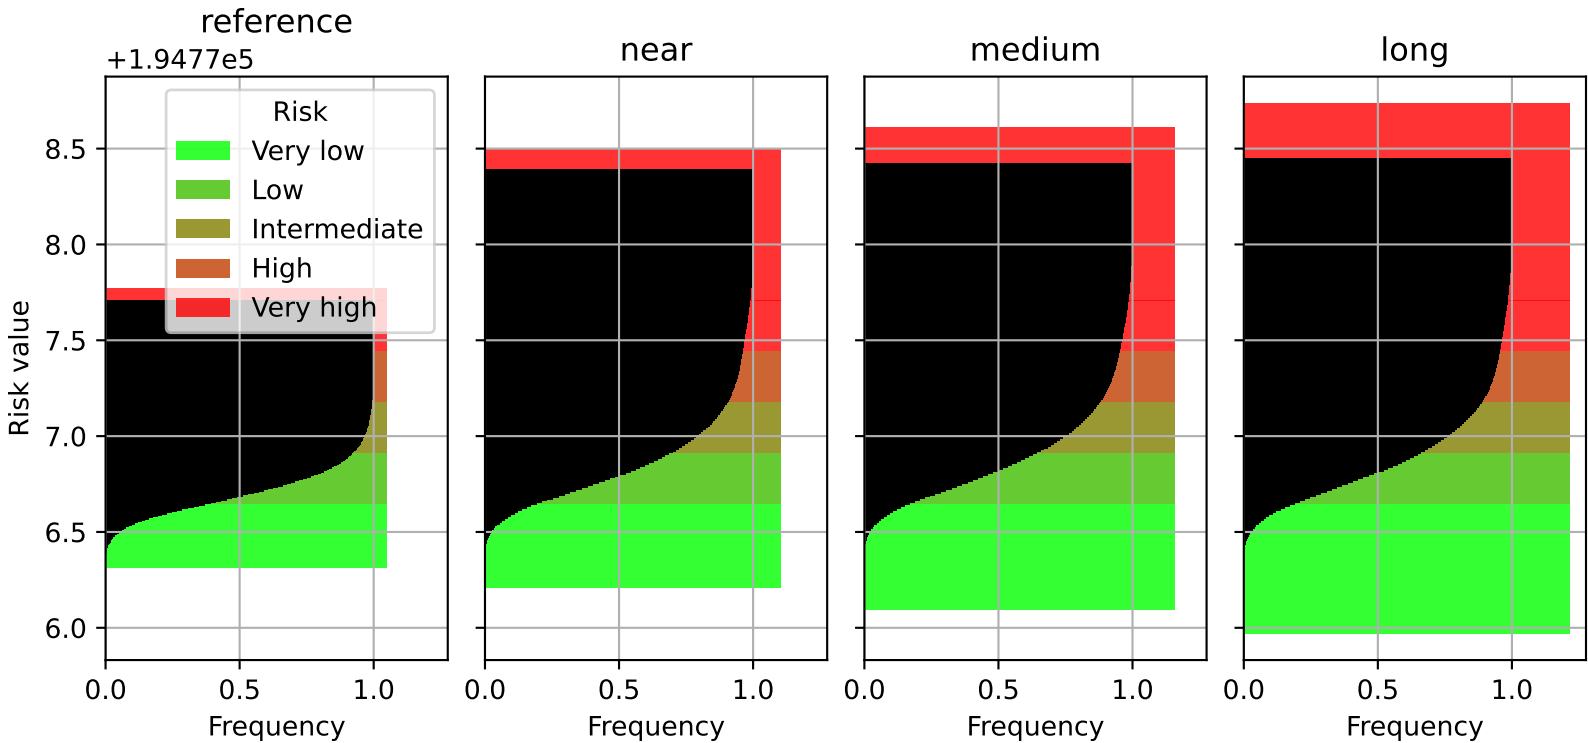 reference
near
medium
long
+1.9477e5
Risk
Very low
Low
Intermediate
High
Very high
Risk value
8.5
8.0
7.5
7.0
6.5
6.0
0.0 0.5 1.0
0.0 0.5 1.0
0.0 0.5 1.0
0.0 0.5 1.0
Frequency
Frequency
Frequency
Frequency